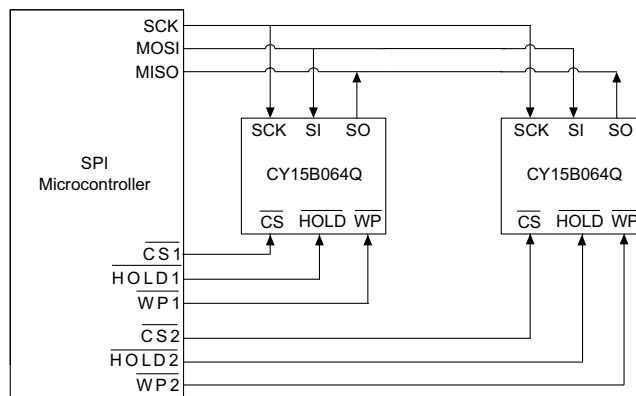 SCK
MOSI
MISO
SPI
Microcontroller
CS1
HOLD1
WP1
CS2
HOLD2
WP2
SCK SI SO
CY15B064Q
CS HOLD WP
SCK SI SO
CY15B064Q
CS HOLD WP